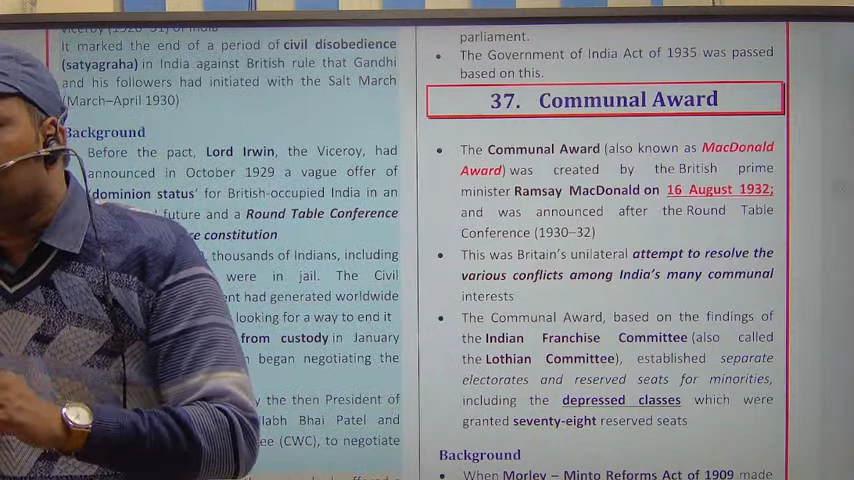 viceroy (1926–31) of India
It marked the end of a period of civil disobedience
(satyagraha) in India against British rule that Gandhi
and his followers had initiated with the Salt March
(March–April 1930)
Background
Before the pact, Lord Irwin, the Viceroy, had
announced in October 1929 a vague offer of
'dominion status' for British-occupied India in an
future and a Round Table Conference
constitution
, thousands of Indians, including
were in jail. The Civil
had generated worldwide
looking for a way to end it
from custody in January
began negotiating the
the then President of
Bhai Patel and
(CWC), to negotiate
parliament.
• The Government of India Act of 1935 was passed
based on this.
37. Communal Award
• The Communal Award (also known as MacDonald
Award) was created by the British prime
minister Ramsay MacDonald on 16 August 1932;
and was announced after the Round Table
Conference (1930–32)
• This was Britain's unilateral attempt to resolve the
various conflicts among India's many communal
interests
• The Communal Award, based on the findings of
the Indian Franchise Committee (also called
the Lothian Committee), established separate
electorates and reserved seats for minorities,
including the depressed classes which were
granted seventy-eight reserved seats
Background
• When Morley – Minto Reforms Act of 1909 made